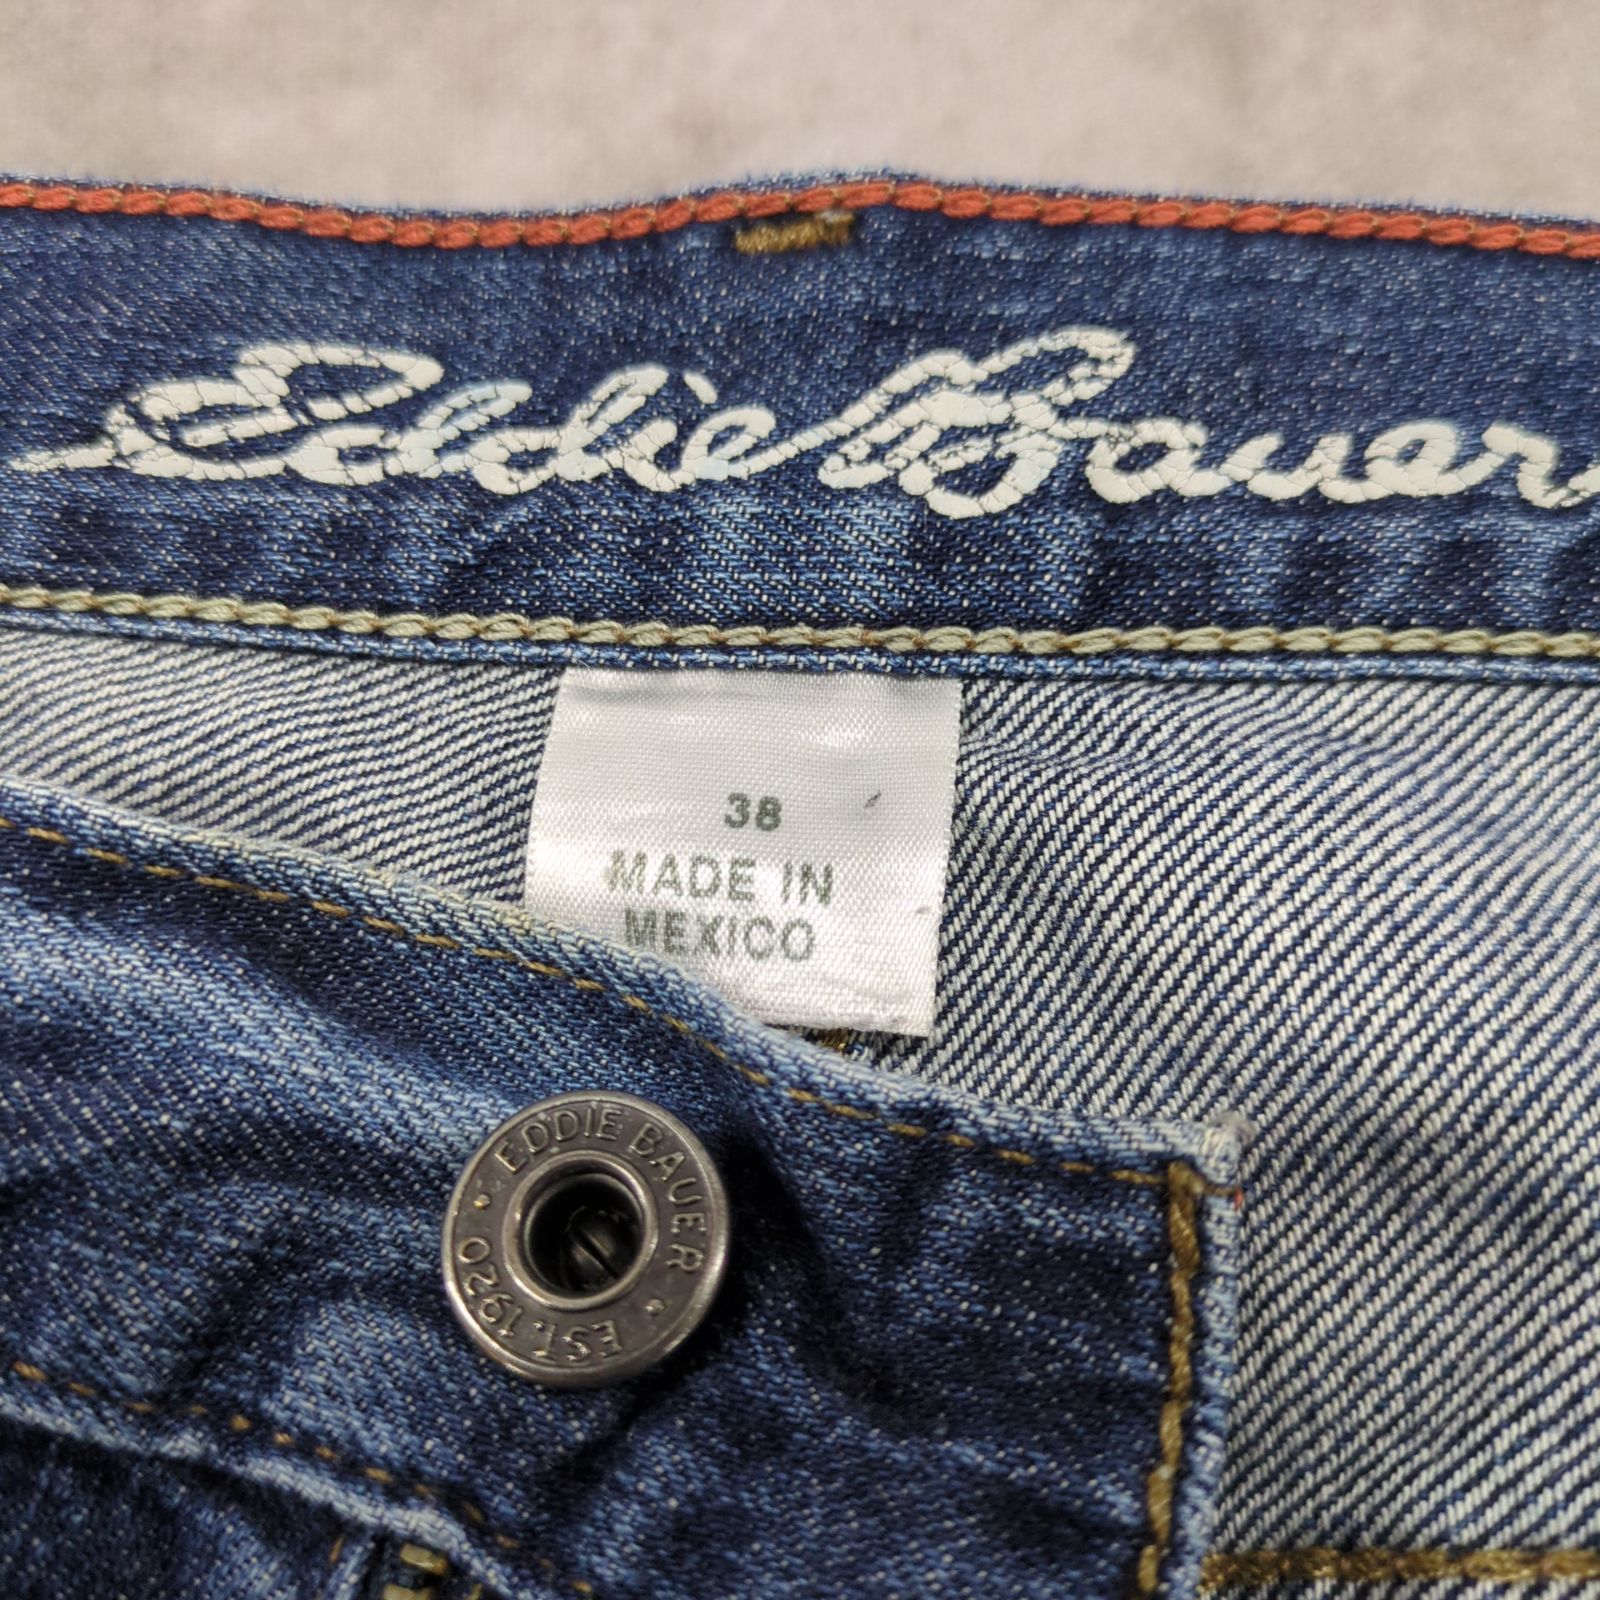 Eddie Bauer
38
MADE IN
MEXICO
EDDIE BAUER
EST. 1920